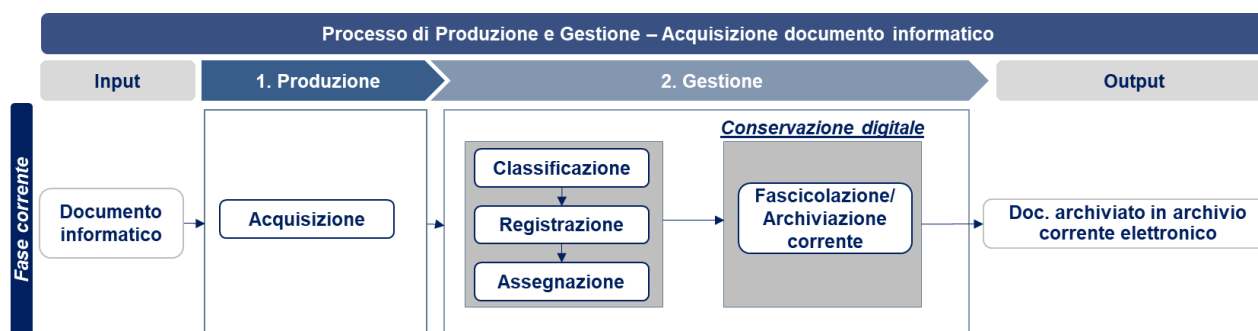 Processo di Produzione e Gestione – Acquisizione documento informatico
Input
1. Produzione
2. Gestione
Output
Fase corrente
Documento
informatico
Acquisizione
Classificazione
Registrazione
Assegnazione
Conservazione digitale
Fascicolazione/
Archiviazione
corrente
Doc. archiviato in archivio
corrente elettronico